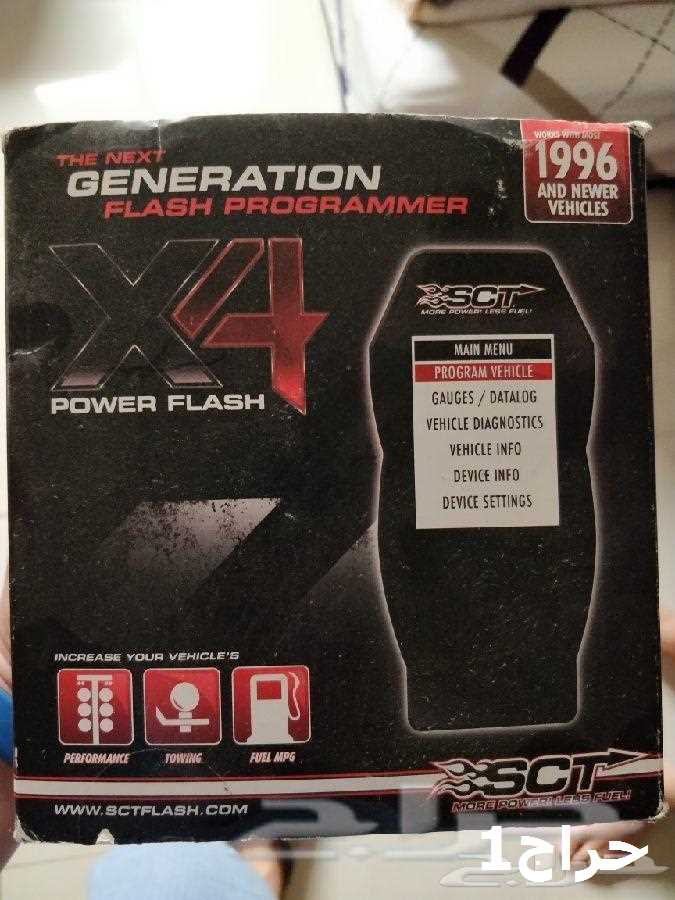 THE NEXT
GENERATION
FLASH PROGRAMMER
WORKS WITH MOST
1996
AND NEWER
VEHICLES
X4
POWER FLASH
SCT
MORE POWER! LESS FUEL!
MAIN MENU
PROGRAM VEHICLE
GAUGES / DATALOG
VEHICLE DIAGNOSTICS
VEHICLE INFO
DEVICE INFO
DEVICE SETTINGS
INCREASE YOUR VEHICLE'S
PERFORMANCE
TOWING
FUEL MPG
SCT
MORE POWER! LESS FUEL!
WWW.SCTFLASH.COM
حراج
حراج1